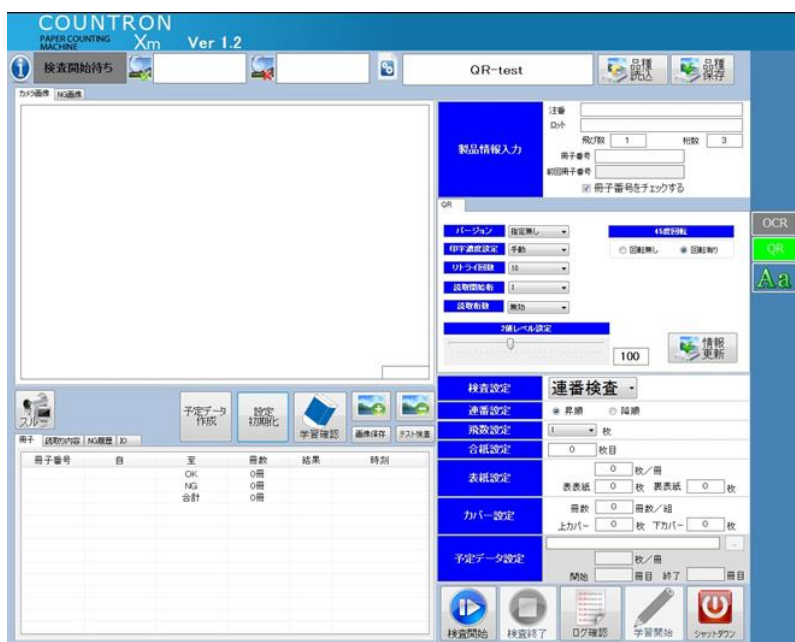 COUNTRON
PAPER COUNTING
MACHINE
Xm Ver 1.2
検査開始待ち
QR-test
品種
読込
品種
保存
カメラ画像 NG画像
製品情報入力
注番
ロット
飛び数 1 桁数 3
冊子番号
前回冊子番号
冊子番号をチェックする
QR
バージョン 指定無し
45度回転
印字濃度設定 手動
回転無し 回転有り
リトライ回数 10
読取開始桁 1
読取桁数 無効
2値レベル設定
100
情報
更新
OCR
QR
Aa
スルー
予定データ
作成
設定
初期化
学習確認
画像保存
テスト検査
冊子 読取り内容 NG履歴 IO
冊子番号 自 至 冊数 結果 時刻
OK 0冊
NG 0冊
合計 0冊
検査設定 連番検査
連番設定 昇順 降順
飛数設定 1 枚
合紙設定 0 枚目
表紙設定
0 枚/冊
表表紙 0 枚 裏表紙 0 枚
カバー設定
冊数 0 冊数/組
上カバー 0 枚 下カバー 0 枚
予定データ設定
...
枚/冊
開始 冊目 終了 冊目
検査開始
検査終了
ログ確認
学習開始
シャットダウン